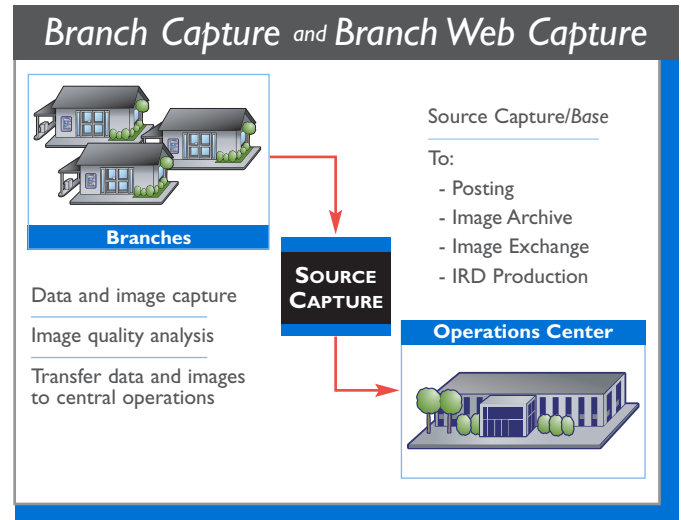 Branch Capture and Branch Web Capture
Branches
Data and image capture
Image quality analysis
Transfer data and images
to central operations
SOURCE
CAPTURE
Source Capture/Base
To:
- Posting
- Image Archive
- Image Exchange
- IRD Production
Operations Center